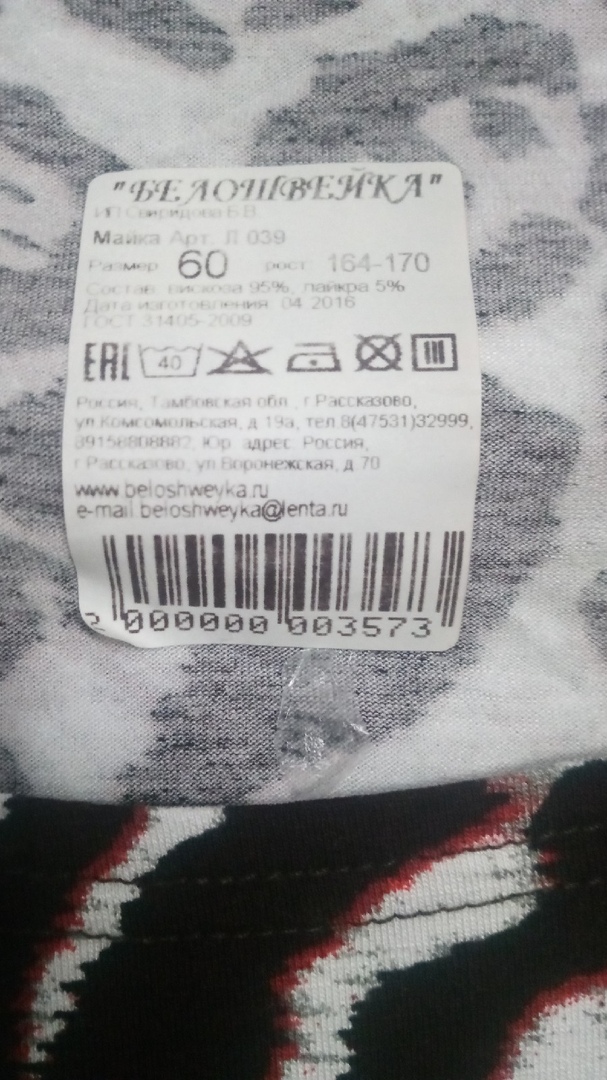 "БЕЛОШВЕЙКА"
ИП Свиридова Б.В.
Майка Арт. Л 039
Размер 60 рост 164-170
Состав: вискоза 95%, лайкра 5%
Дата изготовления: 04.2016
ГОСТ 31405-2009
EAC 40
Россия, Тамбовская обл., г.Рассказово,
ул.Комсомольская, д.19а, тел.8(47531)32999,
89158808882. Юр. адрес: Россия,
г.Рассказово, ул.Воронежская, д.70
www.beloshweyka.ru
e-mail:beloshweyka@lenta.ru
2 000000 003573